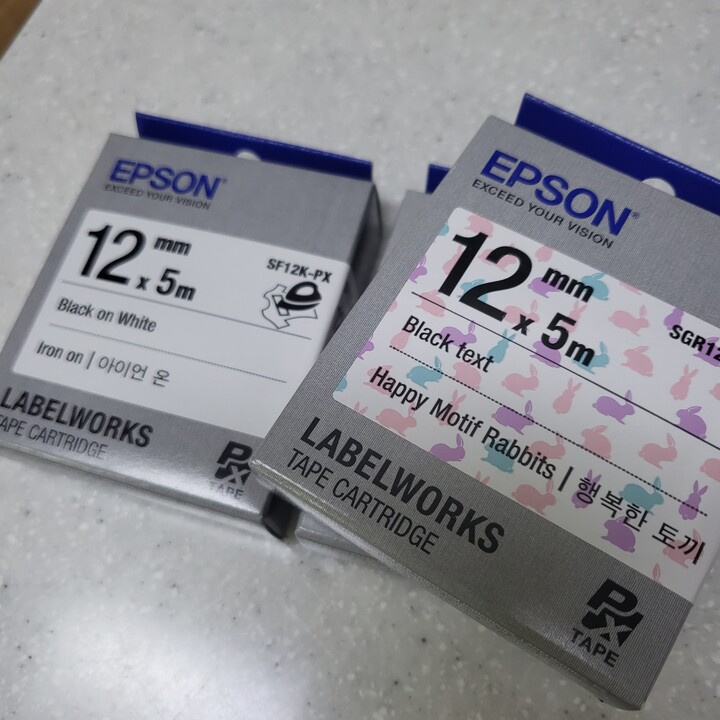 EPSON®
EXCEED YOUR VISION
12 mm x 5m
SF12K-PX
Black on White
Iron on | 아이언 온
LABELWORKS
TAPE CARTRIDGE
Px
TAPE
EPSON®
EXCEED YOUR VISION
12 mm x 5m
Black text
Happy Motif Rabbits | 행복한 토끼
LABELWORKS
TAPE CARTRIDGE
Px
TAPE